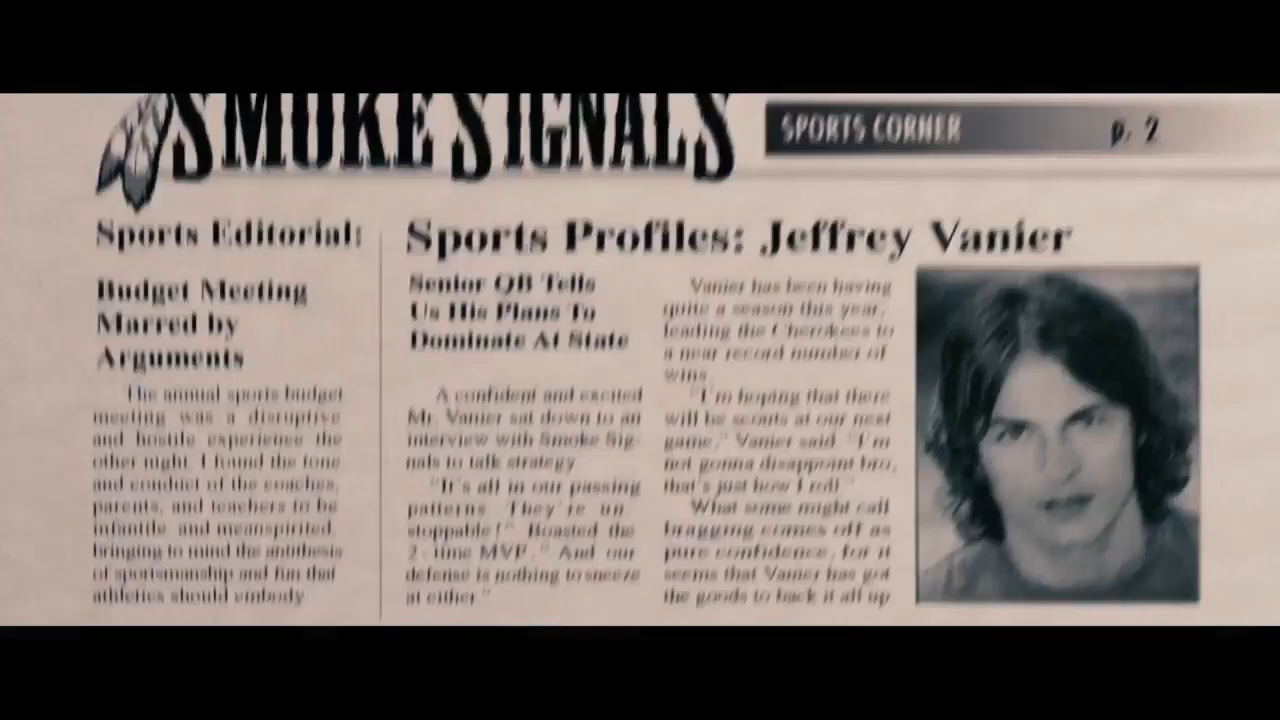 SMOKE SIGNALS
SPORTS CORNER p. 2
Sports Editorial:
Budget Meeting
Marred by
Arguments
The annual sports budget
meeting was a disruptive
and hostile experience the
other night. I found the tone
and conduct of the coaches,
parents, and teachers to be
infantile and meanspirited,
bringing to mind the antithesis
of sportsmanship and fun that
athletics should embody.
Sports Profiles: Jeffrey Vanier
Senior QB Tells
Us His Plans To
Dominate At State
A confident and excited
Mr. Vanier sat down to an
interview with Smoke Sig-
nals to talk strategy.
"It's all in our passing
patterns. They're un-
stoppable!" Boasted the
2-time MVP. "And our
defense is nothing to sneeze
at either."
Vanier has been having
quite a season this year,
leading the Cherokees to
a near record number of
wins.
"I'm hoping that there
will be scouts at our next
game," Vanier said. "I'm
not gonna disappoint bro,
that's just how I roll."
What some might call
bragging comes off as
pure confidence, for it
seems that Vanier has got
the goods to back it all up